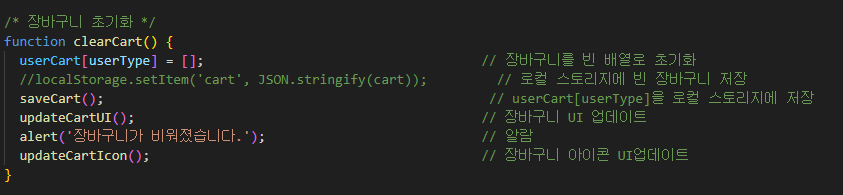 /* 장바구니 초기화 */
function clearCart() {
userCart[userType] = []; // 장바구니를 빈 배열로 초기화
//localStorage.setItem('cart', JSON.stringify(cart)); // 로컬 스토리지에 빈 장바구니 저장
saveCart(); // userCart[userType]을 로컬 스토리지에 저장
updateCartUI(); // 장바구니 UI 업데이트
alert('장바구니가 비워졌습니다.'); // 알람
updateCartIcon(); // 장바구니 아이콘 UI업데이트
}